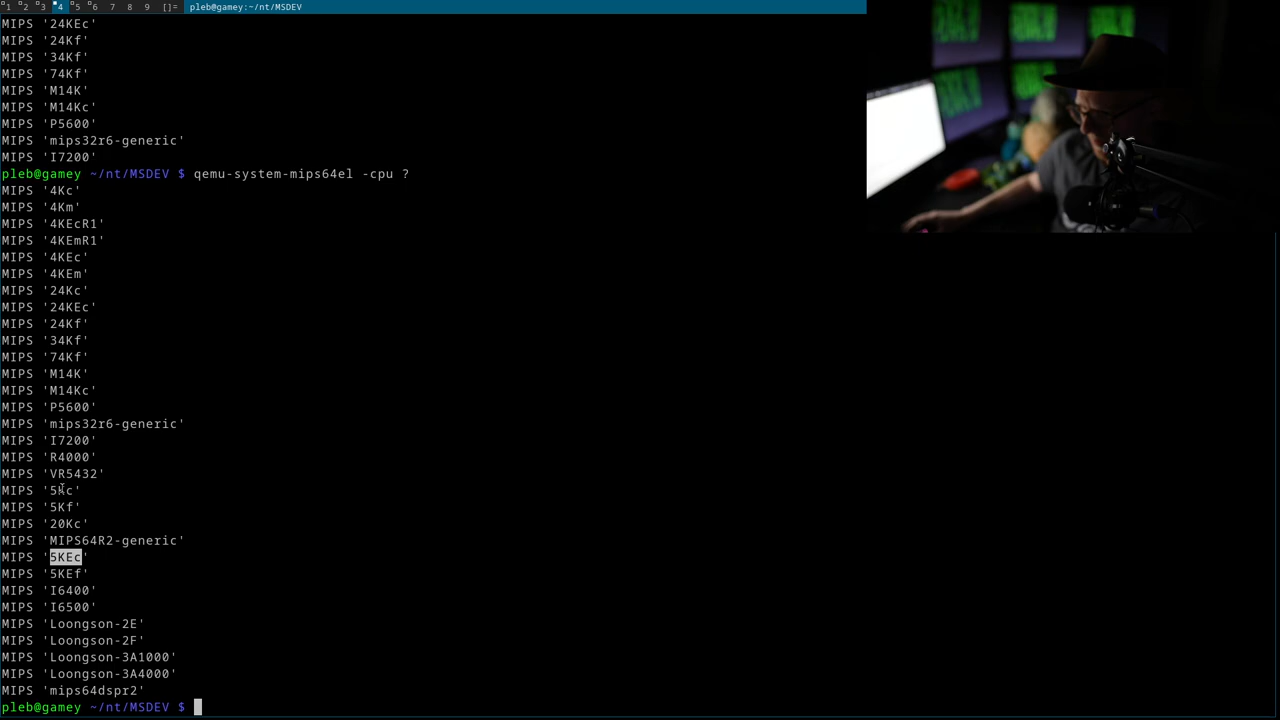 1 2 3 4 5 6 7 8 9 []= pleb@gamey:~/nt/MSDEV
MIPS '24KEc'
MIPS '24Kf'
MIPS '34Kf'
MIPS '74Kf'
MIPS 'M14K'
MIPS 'M14Kc'
MIPS 'P5600'
MIPS 'mips32r6-generic'
MIPS 'I7200'
pleb@gamey ~/nt/MSDEV $ qemu-system-mips64el -cpu ?
MIPS '4Kc'
MIPS '4Km'
MIPS '4KEcR1'
MIPS '4KEmR1'
MIPS '4KEc'
MIPS '4KEm'
MIPS '24Kc'
MIPS '24KEc'
MIPS '24Kf'
MIPS '34Kf'
MIPS '74Kf'
MIPS 'M14K'
MIPS 'M14Kc'
MIPS 'P5600'
MIPS 'mips32r6-generic'
MIPS 'I7200'
MIPS 'R4000'
MIPS 'VR5432'
MIPS '5Kc'
MIPS '5Kf'
MIPS '20Kc'
MIPS 'MIPS64R2-generic'
MIPS '5KEc'
MIPS '5KEf'
MIPS 'I6400'
MIPS 'I6500'
MIPS 'Loongson-2E'
MIPS 'Loongson-2F'
MIPS 'Loongson-3A1000'
MIPS 'Loongson-3A4000'
MIPS 'mips64dspr2'
pleb@gamey ~/nt/MSDEV $